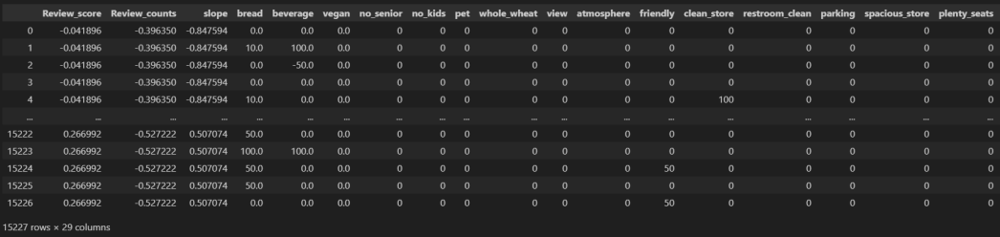 Review_score Review_counts slope bread beverage vegan no_senior no_kids pet whole_wheat view atmosphere friendly clean_store restroom_clean parking spacious_store plenty_seats
0 -0.041896 -0.396350 -0.847594 0.0 0.0 0.0 0 0 0 0 0 0 0 0 0 0 0 0
1 -0.041896 -0.396350 -0.847594 10.0 100.0 0.0 0 0 0 0 0 0 0 0 0 0 0 0
2 -0.041896 -0.396350 -0.847594 0.0 -50.0 0.0 0 0 0 0 0 0 0 0 0 0 0 0
3 -0.041896 -0.396350 -0.847594 0.0 0.0 0.0 0 0 0 0 0 0 0 0 0 0 0 0
4 -0.041896 -0.396350 -0.847594 10.0 0.0 0.0 0 0 0 0 0 0 0 100 0 0 0 0
... ... ... ... ... ... ... ... ... ... ... ... ... ... ... ... ... ... ...
15222 0.266992 -0.527222 0.507074 50.0 0.0 0.0 0 0 0 0 0 0 0 0 0 0 0 0
15223 0.266992 -0.527222 0.507074 100.0 100.0 0.0 0 0 0 0 0 0 0 0 0 0 0 0
15224 0.266992 -0.527222 0.507074 50.0 0.0 0.0 0 0 0 0 0 0 50 0 0 0 0 0
15225 0.266992 -0.527222 0.507074 50.0 0.0 0.0 0 0 0 0 0 0 0 0 0 0 0 0
15226 0.266992 -0.527222 0.507074 0.0 0.0 0.0 0 0 0 0 0 0 50 0 0 0 0 0
15227 rows × 29 columns